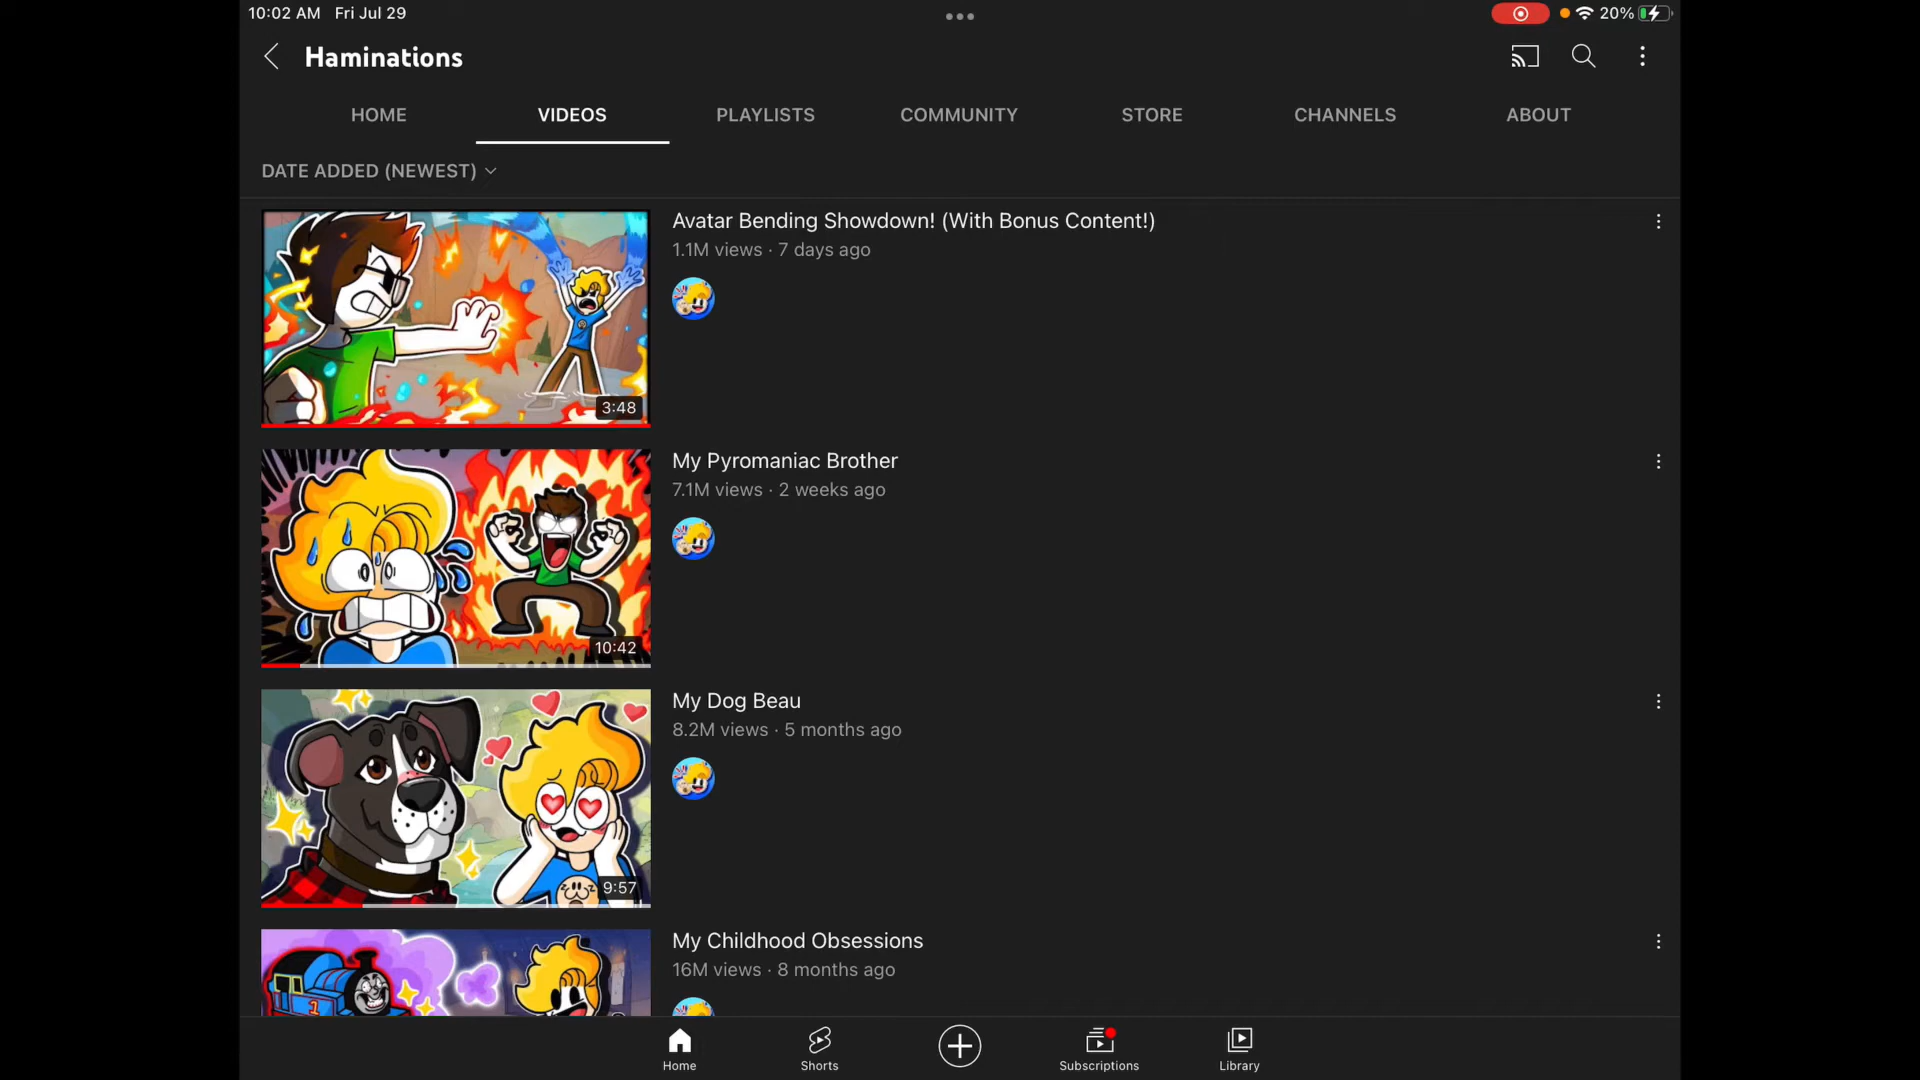 10:02 AM Fri Jul 29
20%
Haminations
HOME VIDEOS PLAYLISTS COMMUNITY STORE CHANNELS ABOUT
DATE ADDED (NEWEST)
Avatar Bending Showdown! (With Bonus Content!)
1.1M views · 7 days ago
3:48
My Pyromaniac Brother
7.1M views · 2 weeks ago
10:42
My Dog Beau
8.2M views · 5 months ago
9:57
My Childhood Obsessions
16M views · 8 months ago
1
Home Shorts Subscriptions Library